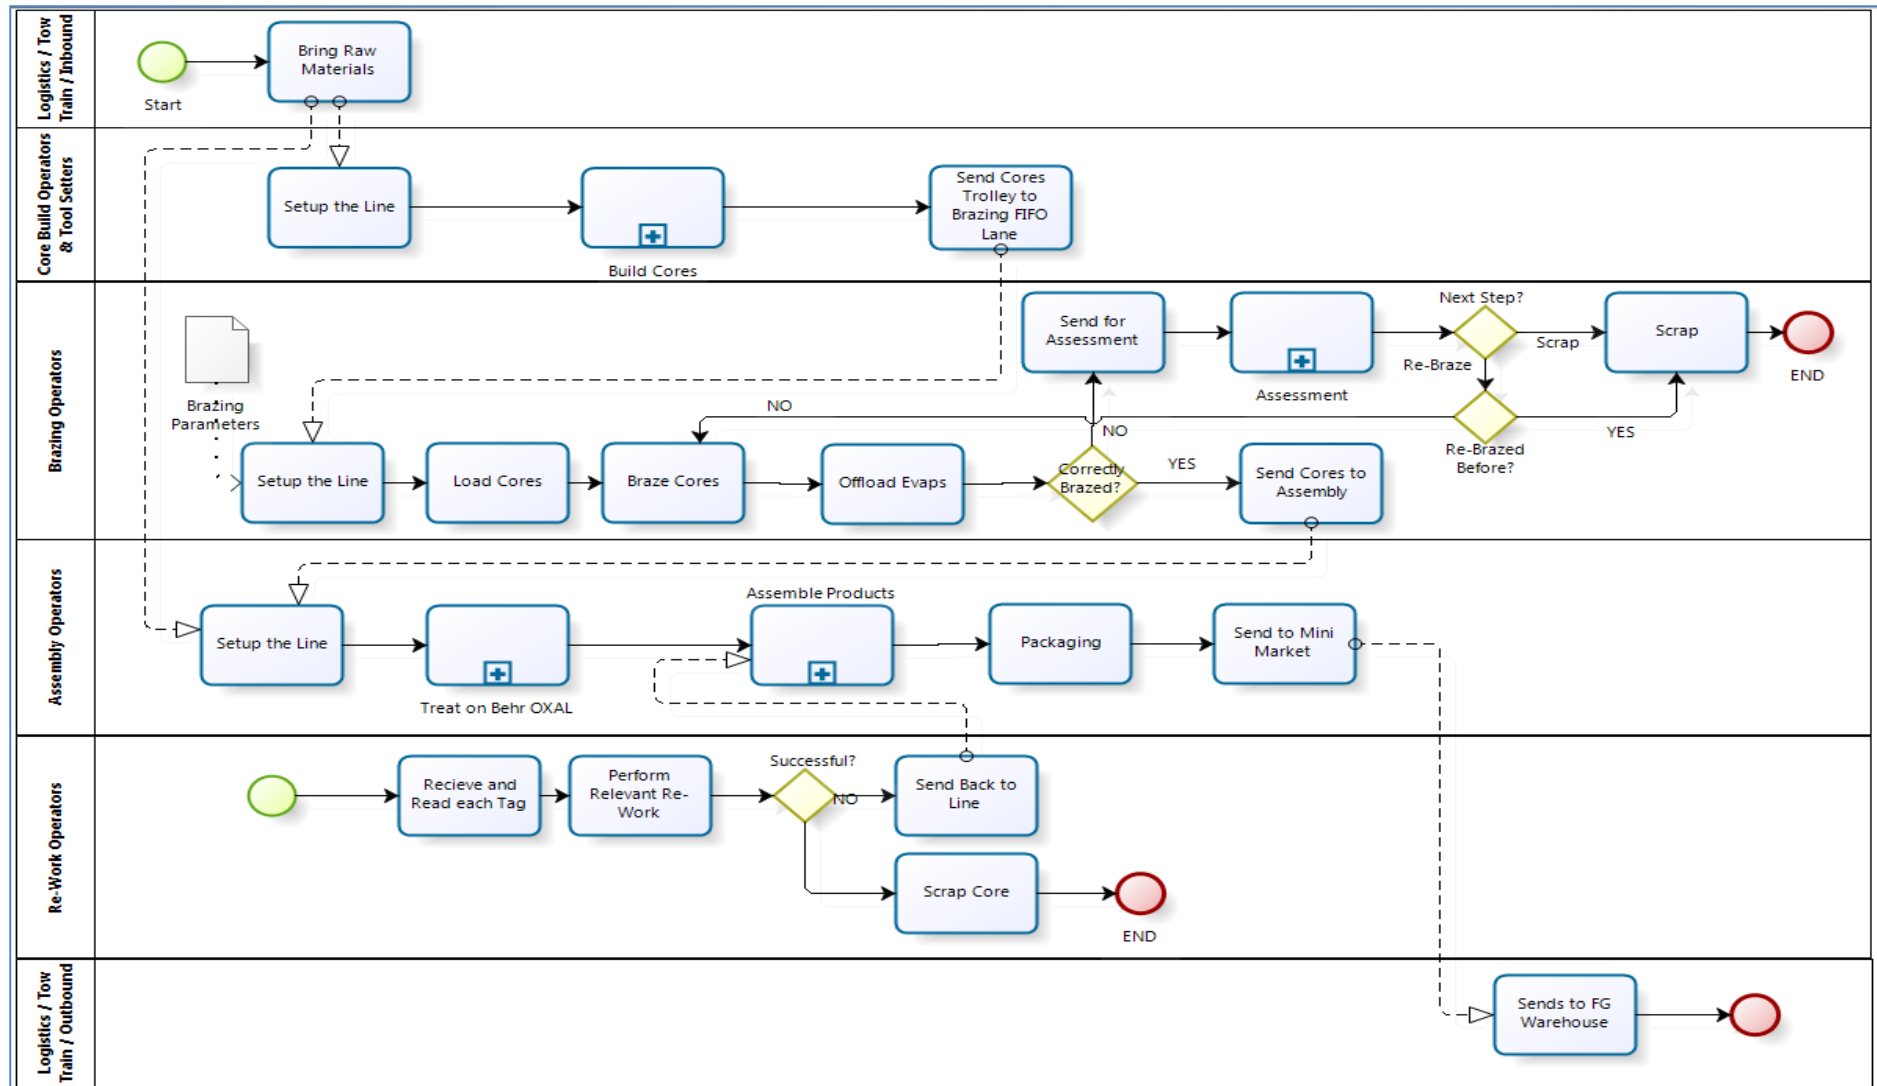 Logistics / Tow
Train / Inbound
Start
Bring Raw
Materials
Core Build Operators
& Tool Setters
Setup the Line
Build Cores
Send Cores
Trolley to
Brazing FIFO
Lane
Brazing Operators
Brazing
Parameters
Setup the Line
Load Cores
Braze Cores
Offload Evaps
Correctly
Brazed?
NO
YES
Send for
Assessment
Assessment
Next Step?
Scrap
Re-Braze
Scrap
END
NO
YES
Re-Brazed
Before?
Send Cores to
Assembly
Assembly Operators
Setup the Line
Treat on Behr OXAL
Assemble Products
Packaging
Send to Mini
Market
Re-Work Operators
Recieve and
Read each Tag
Perform
Relevant Re-
Work
Successful?
NO
Send Back to
Line
Scrap Core
END
Logistics / Tow
Train / Outbound
Sends to FG
Warehouse